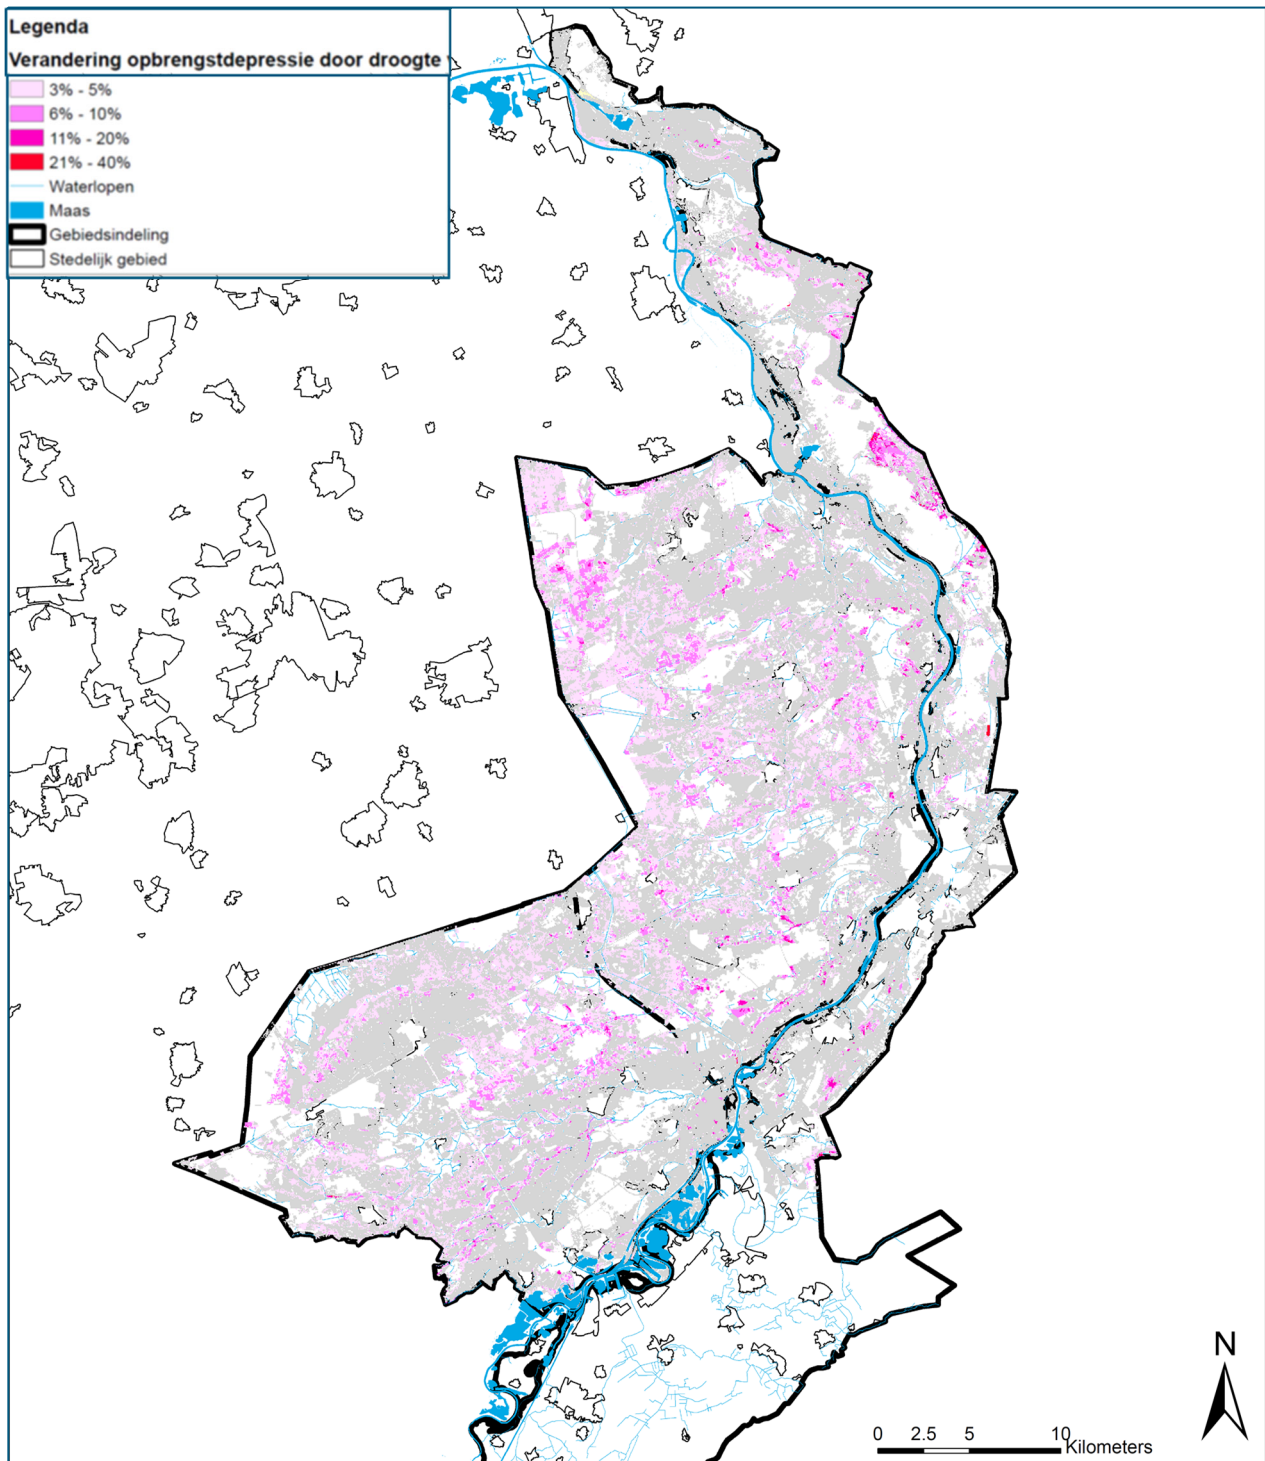 Legenda
Verandering opbrengstdepressie door droogte
3% - 5%
6% - 10%
11% - 20%
21% - 40%
Waterlopen
Maas
Gebiedsindeling
Stedelijk gebied
N
0 2.5 5 10
Kilometers